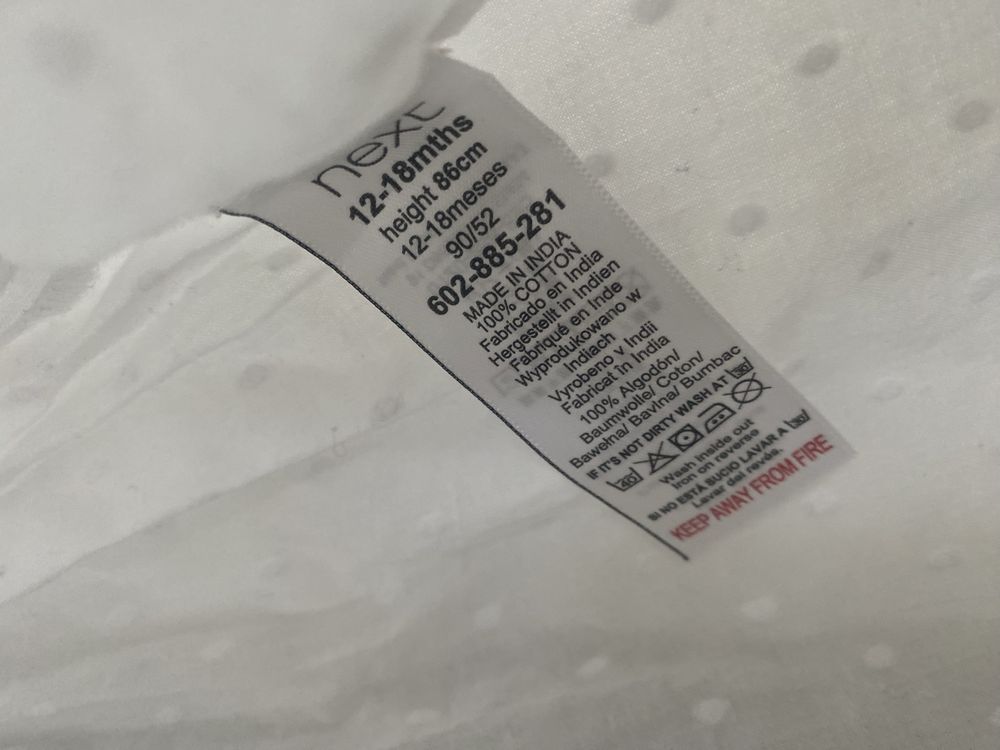 next
12-18mths
height 86cm
12-18meses
90/52
602-885-281
MADE IN INDIA
100% COTTON
Fabricado en India
Hergestellt in Indien
Fabriqué en Inde
Wyprodukowano w
Indiach
Vyrobeno v Indii
Fabricat în India
100% Algodón/
Baumwolle/ Coton/
Bawełna/ Bavlna/ Bumbac
IF IT'S NOT DIRTY WASH AT 30
40
Wash inside out
Iron on reverse
SI NO ESTÁ SUCIO LAVAR A 30
Lavar del revés.
KEEP AWAY FROM FIRE